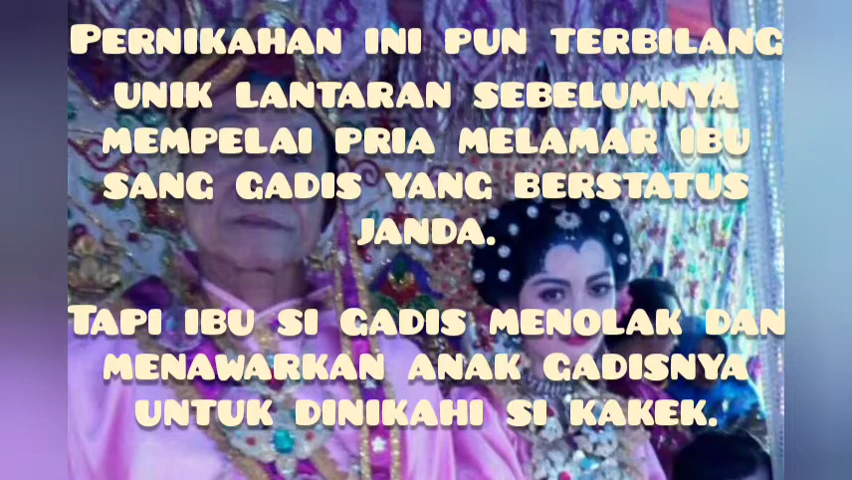 Pernikahan ini pun terbilang
unik lantaran sebelumnya
mempelai pria melamar ibu
sang gadis yang berstatus
janda.
Tapi ibu si gadis menolak dan
menawarkan anak gadisnya
untuk dinikahi si kakek.